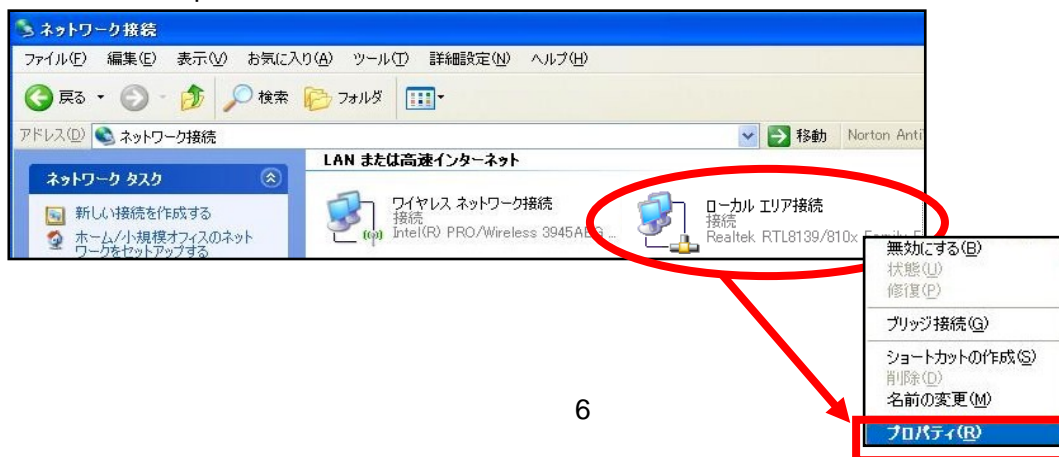 ネットワーク接続
ファイル(F) 編集(E) 表示(V) お気に入り(A) ツール(T) 詳細設定(N) ヘルプ(H)
戻る 検索 フォルダ
アドレス(D) ネットワーク接続 移動 Norton Anti
LAN または高速インターネット
ネットワーク タスク
新しい接続を作成する
ホーム/小規模オフィスのネット
ワークをセットアップする
ワイヤレス ネットワーク接続
接続
Intel(R) PRO/Wireless 3945ABG ...
ローカル エリア接続
接続
Realtek RTL8139/810x Family F
無効にする(B)
状態(U)
修復(P)
ブリッジ接続(G)
ショートカットの作成(S)
削除(D)
名前の変更(M)
プロパティ(R)
6